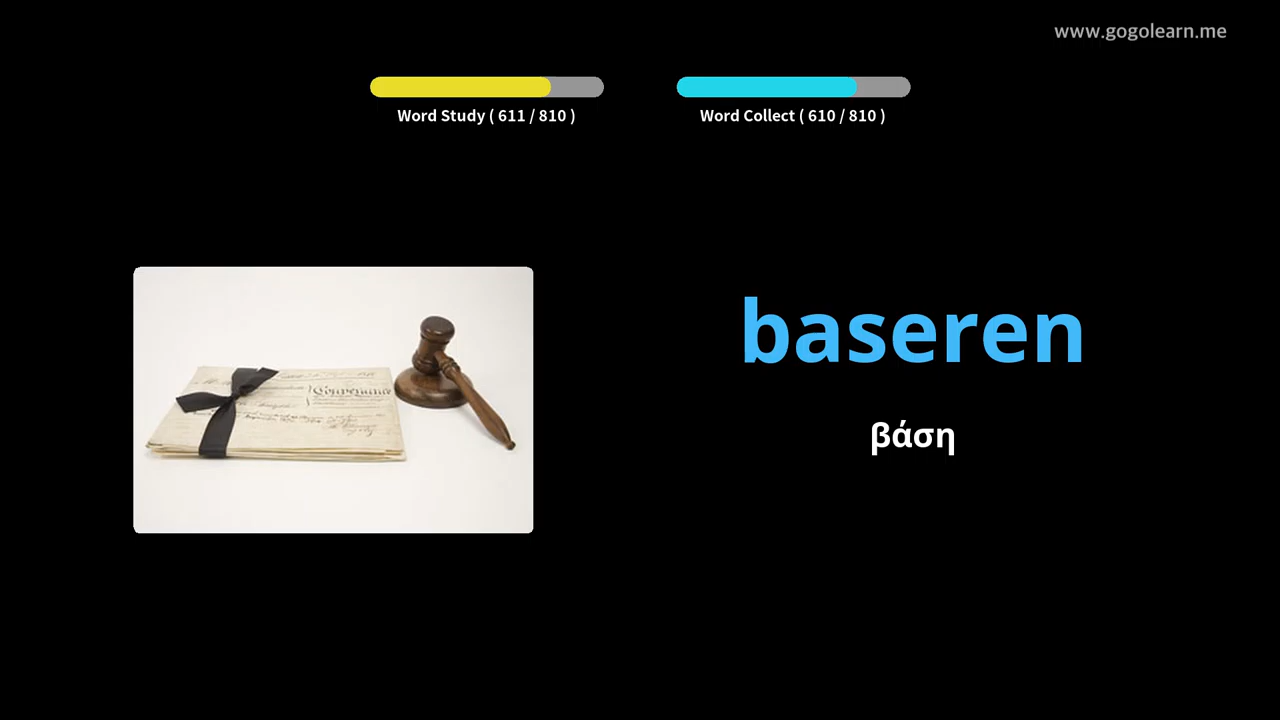 www.gogolearn.me
Word Study ( 611 / 810 )
Word Collect ( 610 / 810 )
baseren
βάση